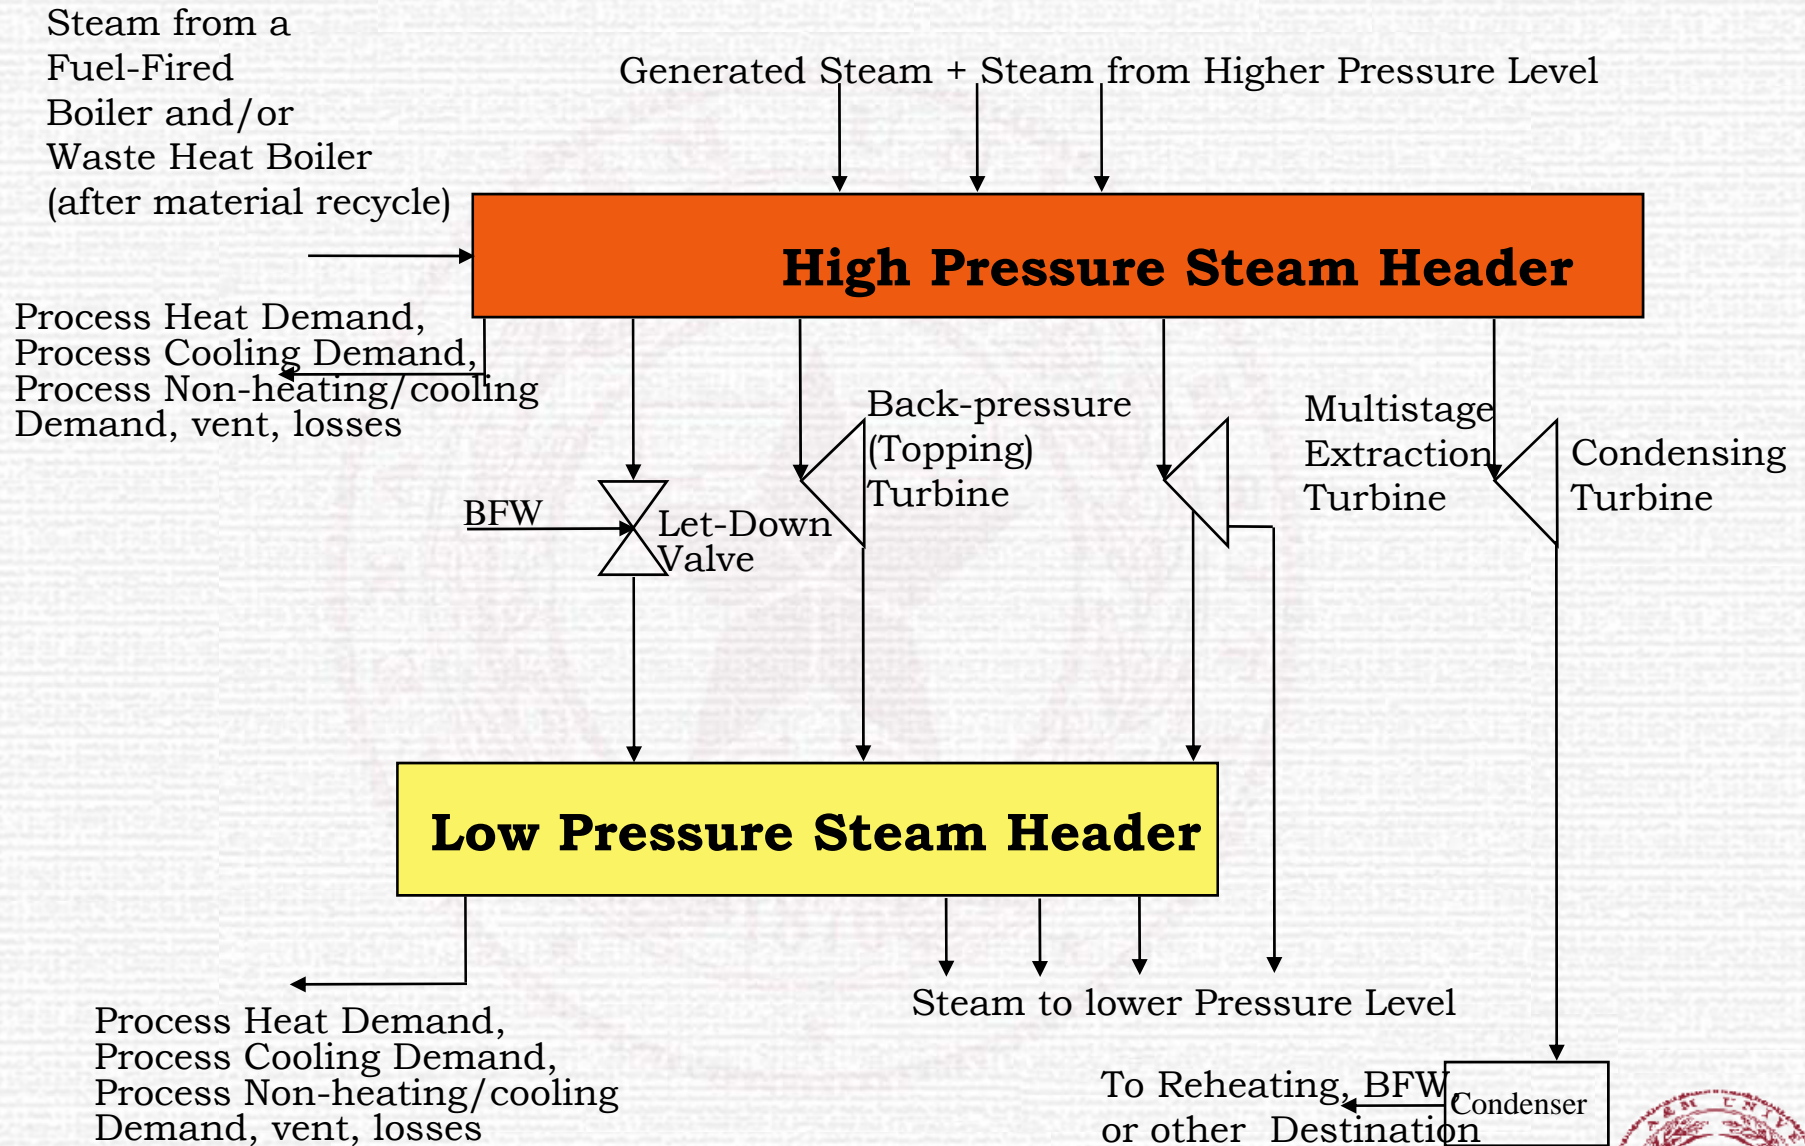 Steam from a
Fuel-Fired
Boiler and/or
Waste Heat Boiler
(after material recycle)
Generated Steam + Steam from Higher Pressure Level
High Pressure Steam Header
Process Heat Demand,
Process Cooling Demand,
Process Non-heating/cooling
Demand, vent, losses
BFW
Let-Down
Valve
Back-pressure
(Topping)
Turbine
Multistage
Extraction
Turbine
Condensing
Turbine
Low Pressure Steam Header
Steam to lower Pressure Level
Process Heat Demand,
Process Cooling Demand,
Process Non-heating/cooling
Demand, vent, losses
To Reheating, BFW,
or other Destination
Condenser